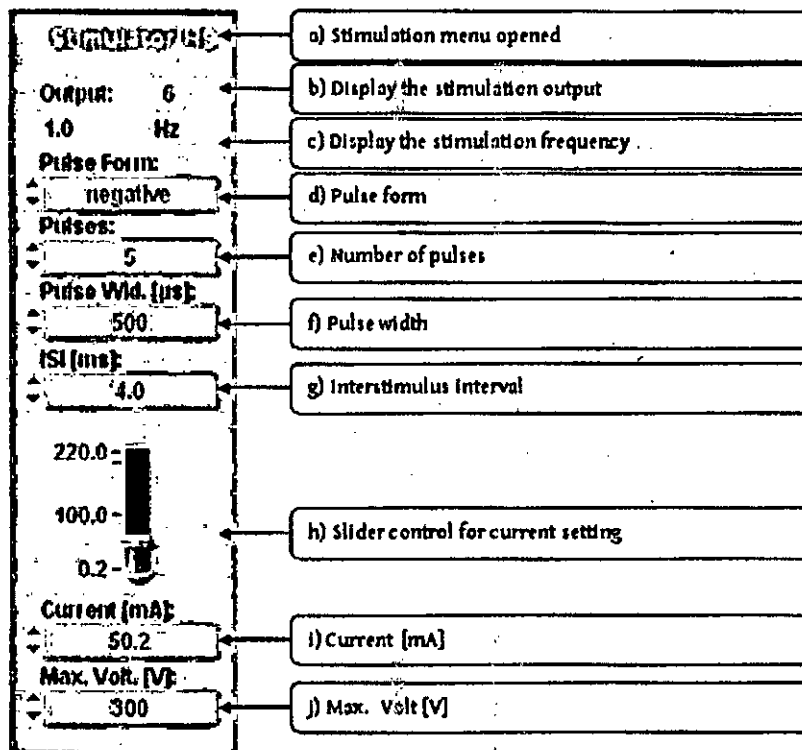 Stimulator HS
a) Stimulation menu opened
Output: 6
b) Display the stimulation output
1.0 Hz
c) Display the stimulation frequency
Pulse Form:
negative
d) Pulse form
Pulses:
5
e) Number of pulses
Pulse Wid. [µs]:
500
f) Pulse width
ISI [ms]:
4.0
g) Interstimulus Interval
220.0
100.0
0.2
h) Slider control for current setting
Current [mA]:
50.2
i) Current [mA]
Max. Volt. [V]:
300
j) Max. Volt [V]